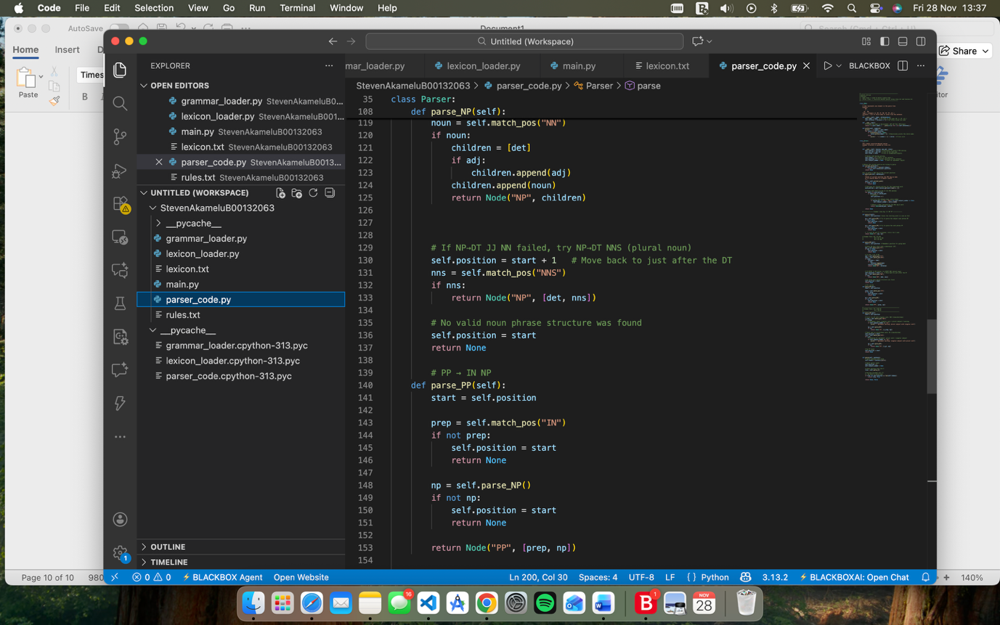 Code File Edit Selection View Go Run Terminal Window Help Fri 28 Nov 13:37
AutoSave Document1
Home Insert D Share
Paste Times
B I
Untitled (Workspace)
EXPLORER
mar_loader.py lexicon_loader.py main.py lexicon.txt parser_code.py BLACKBOX
StevenAkameluB00132063 > parser_code.py > Parser > parse
OPEN EDITORS
grammar_loader.py StevenAkameluB0...
lexicon_loader.py StevenAkameluB001...
main.py StevenAkameluB00132063
lexicon.txt StevenAkameluB00132063
parser_code.py StevenAkameluB0013...
rules.txt StevenAkameluB00132063
UNTITLED (WORKSPACE)
StevenAkameluB00132063
__pycache__
grammar_loader.py
lexicon_loader.py
lexicon.txt
main.py
parser_code.py
rules.txt
__pycache__
grammar_loader.cpython-313.pyc
lexicon_loader.cpython-313.pyc
parser_code.cpython-313.pyc
OUTLINE
TIMELINE
35 class Parser:
108 def parse_NP(self):
119 noun = self.match_pos("NN")
120 if noun:
121 children = [det]
122 if adj:
123 children.append(adj)
124 children.append(noun)
125 return Node("NP", children)
126
127
128
129 # If NP→DT JJ NN failed, try NP→DT NNS (plural noun)
130 self.position = start + 1 # Move back to just after the DT
131 nns = self.match_pos("NNS")
132 if nns:
133 return Node("NP", [det, nns])
134
135 # No valid noun phrase structure was found
136 self.position = start
137 return None
138
139 # PP → IN NP
140 def parse_PP(self):
141 start = self.position
142
143 prep = self.match_pos("IN")
144 if not prep:
145 self.position = start
146 return None
147
148 np = self.parse_NP()
149 if not np:
150 self.position = start
151 return None
152
153 return Node("PP", [prep, np])
154
Page 10 of 10 980 0 0 BLACKBOX Agent Open Website Ln 200, Col 30 Spaces: 4 UTF-8 LF { } Python 3.13.2 BLACKBOXAI: Open Chat 140%
1
16
1
NOV
28